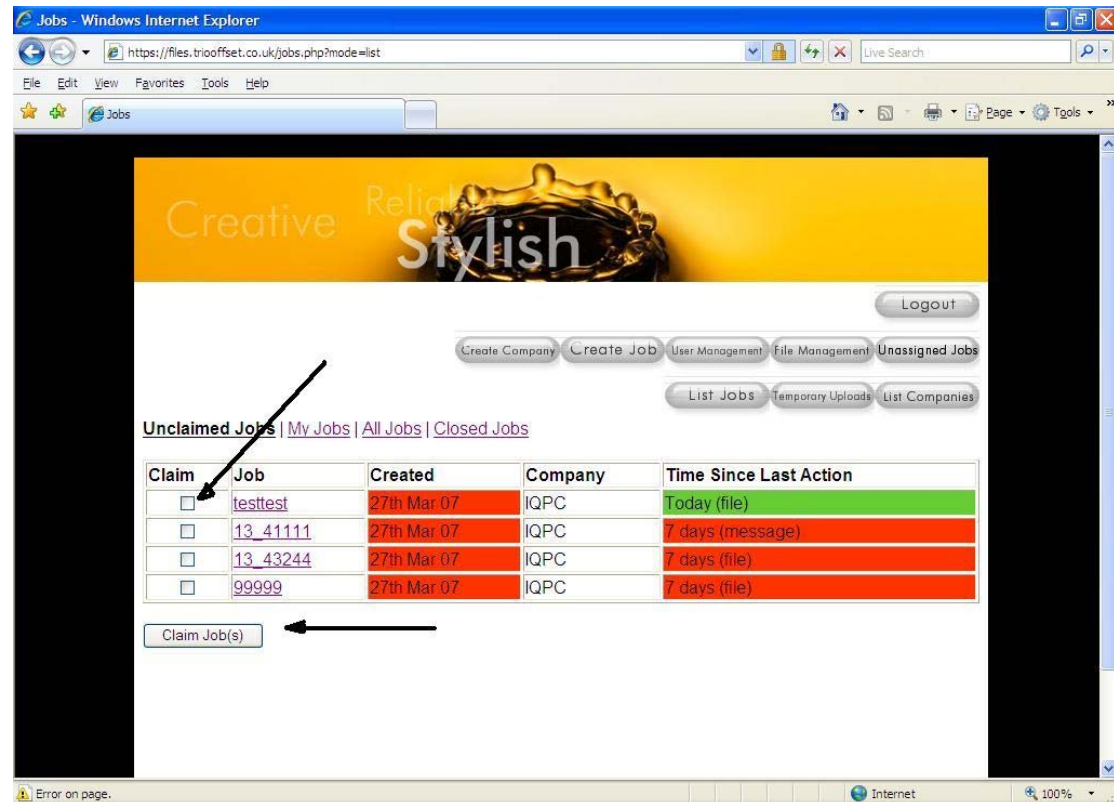 Jobs - Windows Internet Explorer
https://files.triooffset.co.uk/jobs.php?mode=list
Live Search
File Edit View Favorites Tools Help
Jobs
Page Tools »
Creative Reliable Stylish
Logout
Create Company Create Job User Management File Management Unassigned Jobs
List Jobs Temporary Uploads List Companies
Unclaimed Jobs | My Jobs | All Jobs | Closed Jobs
Claim Job Created Company Time Since Last Action
testtest 27th Mar 07 IQPC Today (file)
13_41111 27th Mar 07 IQPC 7 days (message)
13_43244 27th Mar 07 IQPC 7 days (file)
99999 27th Mar 07 IQPC 7 days (file)
Claim Job(s)
Error on page. Internet 100%